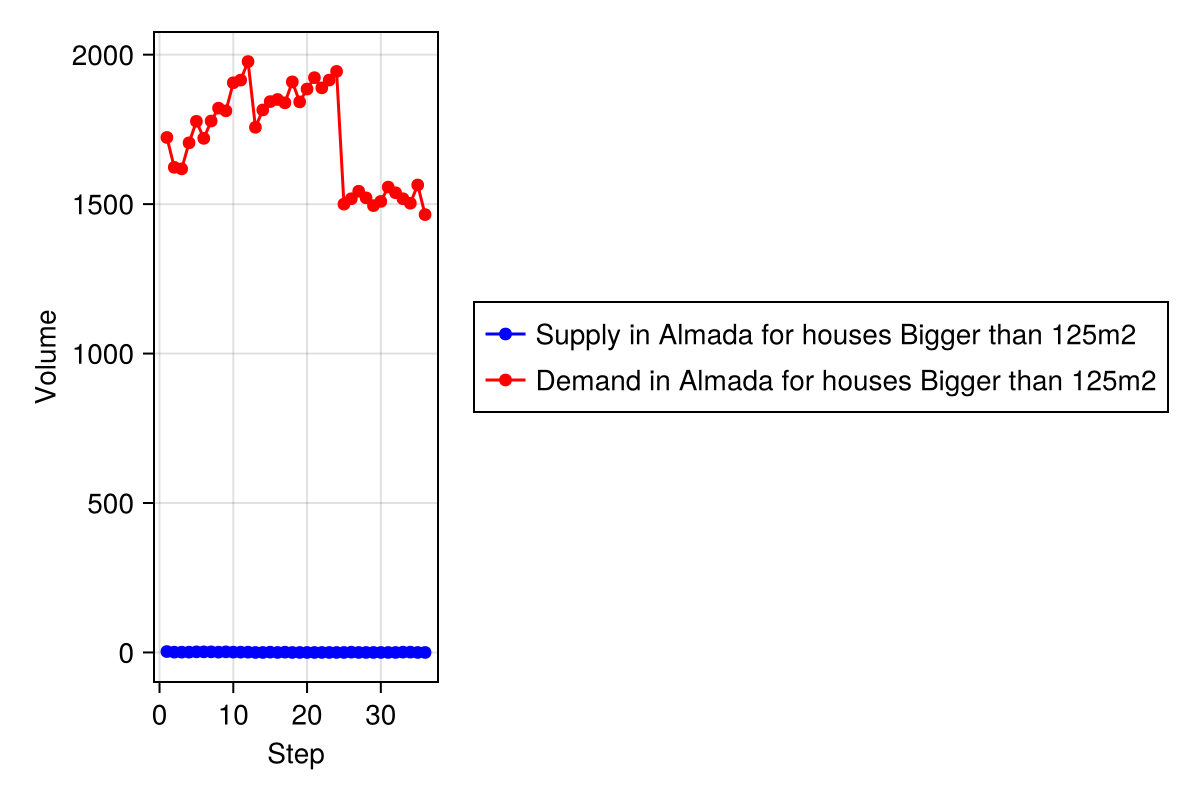 2000
1500
1000
500
0
Volume
0 10 20 30
Step
Supply in Almada for houses Bigger than 125m2
Demand in Almada for houses Bigger than 125m2